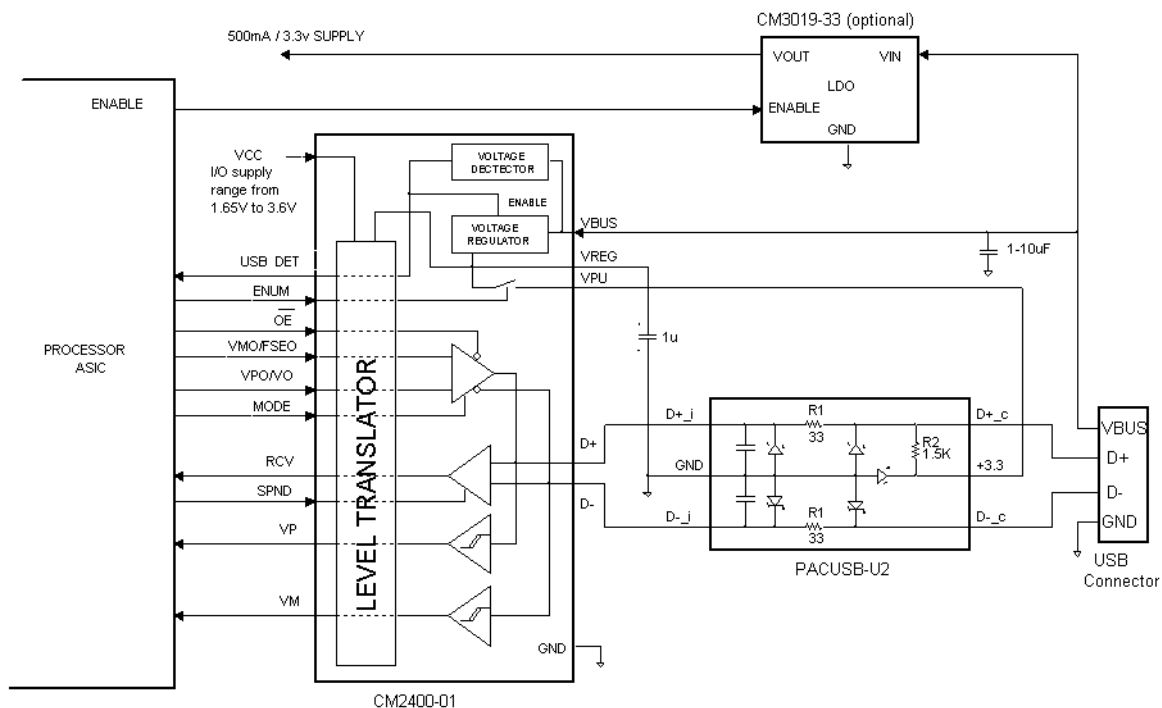 CM3019-33 (optional)
500mA / 3.3v SUPPLY
VOUT
VIN
LDO
ENABLE
ENABLE
GND
VCC
I/O supply
range from
1.65V to 3.6V
VOLTAGE
DECTECTOR
ENABLE
VOLTAGE
REGULATOR
VBUS
1-10uF
USB DET
VREG
ENUM
VPU
OE
1u
VMO/FSEO
PROCESSOR
ASIC
VPO/VO
MODE
LEVEL TRANSLATOR
D+_i
R1
33
D+_c
VBUS
D+
R2
1.5K
D+
RCV
GND
+3.3
SPND
D-
D-
D-_i
R1
33
D-_c
GND
VP
PACUSB-U2
USB
Connector
VM
GND
CM2400-01